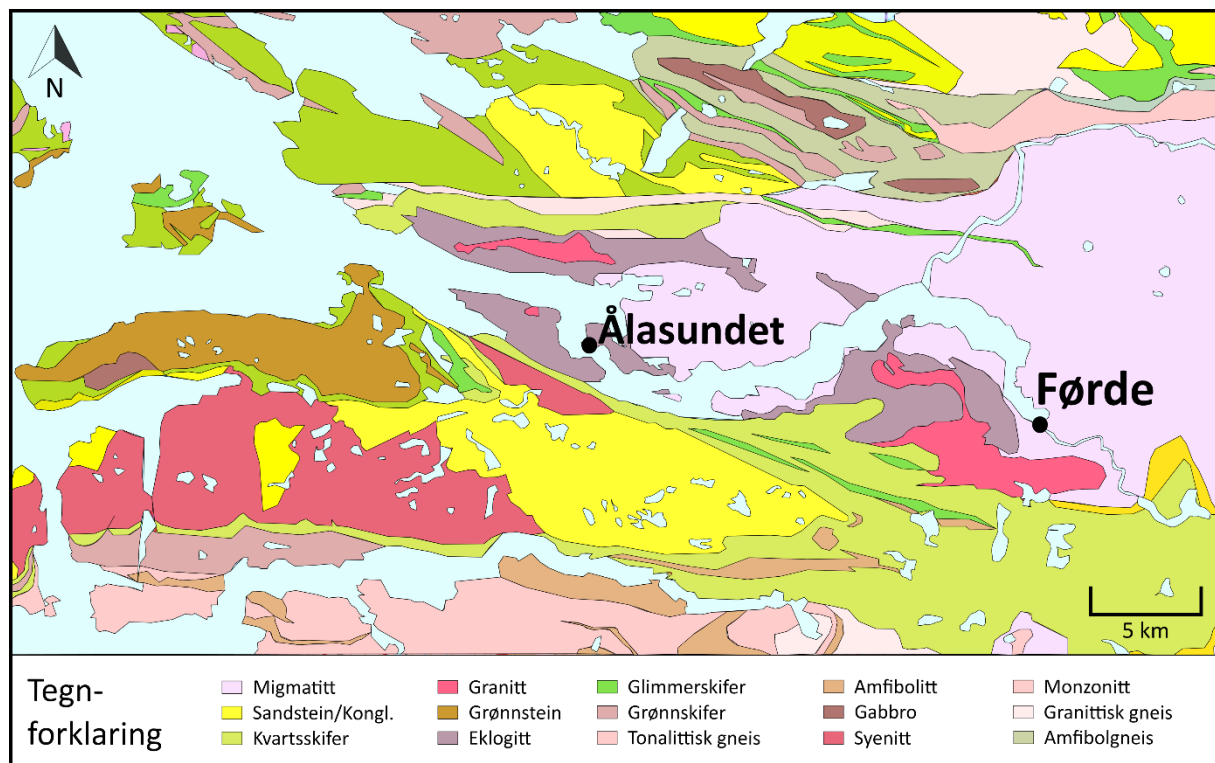 N
Ålasundet
Førde
5 km
Tegn-
forklaring
Migmatitt
Sandstein/Kongl.
Kvartsskifer
Granitt
Grønnstein
Eklogitt
Glimmerskifer
Grønnskifer
Tonalittisk gneis
Amfibolitt
Gabbro
Syenitt
Monzonitt
Granittisk gneis
Amfibolgneis